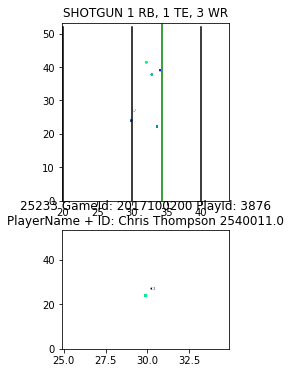 SHOTGUN 1 RB, 1 TE, 3 WR
50
40
30
20
10
0
20 25 30 35 40
25233 GameId: 2017100200 PlayId: 3876
PlayerName + ID: Chris Thompson 2540011.0
40
20
0
25.0 27.5 30.0 32.5